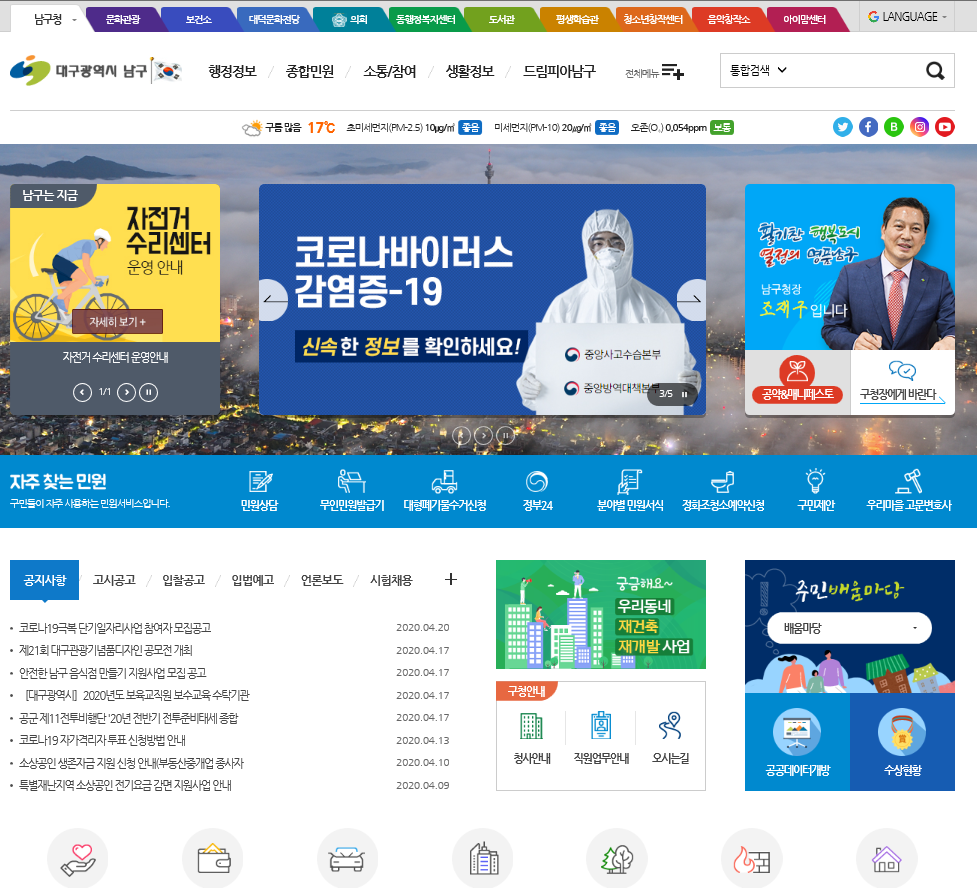 남구청
문화관광
보건소
대덕문화전당
의회
동행정복지센터
도서관
평생학습관
청소년창작센터
음악창작소
아이맘센터
LANGUAGE
대구광역시 남구
행정정보
종합민원
소통/참여
생활정보
드림피아남구
전체메뉴
통합검색
구름 많음 17℃
초미세먼지(PM-2.5) 10㎍/㎥ 좋음
미세먼지(PM-10) 20㎍/㎥ 좋음
오존(O₃) 0.054ppm 보통
남구는 지금
자전거
수리센터
운영 안내
자세히 보기 +
자전거 수리센터 운영안내
1/1
코로나바이러스
감염증-19
신속한 정보를 확인하세요!
중앙사고수습본부
중앙방역대책본부
3/5
활기찬 행복도시
열정의 명품남구
남구청장
조재구입니다
공약&매니페스토
구청장에게 바란다
자주 찾는 민원
구민들이 자주 사용하는 민원서비스입니다.
민원상담
무인민원발급기
대형폐기물수거신청
정부24
분야별 민원서식
정화조청소예약신청
구민제안
우리마을 고문변호사
공지사항
고시공고
입찰공고
입법예고
언론보도
시험채용
코로나19극복 단기일자리사업 참여자 모집공고 2020.04.20
제21회 대구관광기념품디자인 공모전 개최 2020.04.17
안전한 남구 음식점 만들기 지원사업 모집 공고 2020.04.17
［대구광역시］ 2020년도 보육교직원 보수교육 수탁기관 2020.04.17
공군 제11전투비행단 '20년 전반기 전투준비태세 종합 2020.04.17
코로나19 자가격리자 투표 신청방법 안내 2020.04.13
소상공인 생존자금 지원 신청 안내(부동산중개업 종사자 2020.04.10
특별재난지역 소상공인 전기요금 감면 지원사업 안내 2020.04.09
궁금해요~
우리동네
재건축
재개발 사업
구청안내
청사안내
직원업무안내
오시는길
주민배움마당
배움마당
공공데이터개방
賞
수상현황